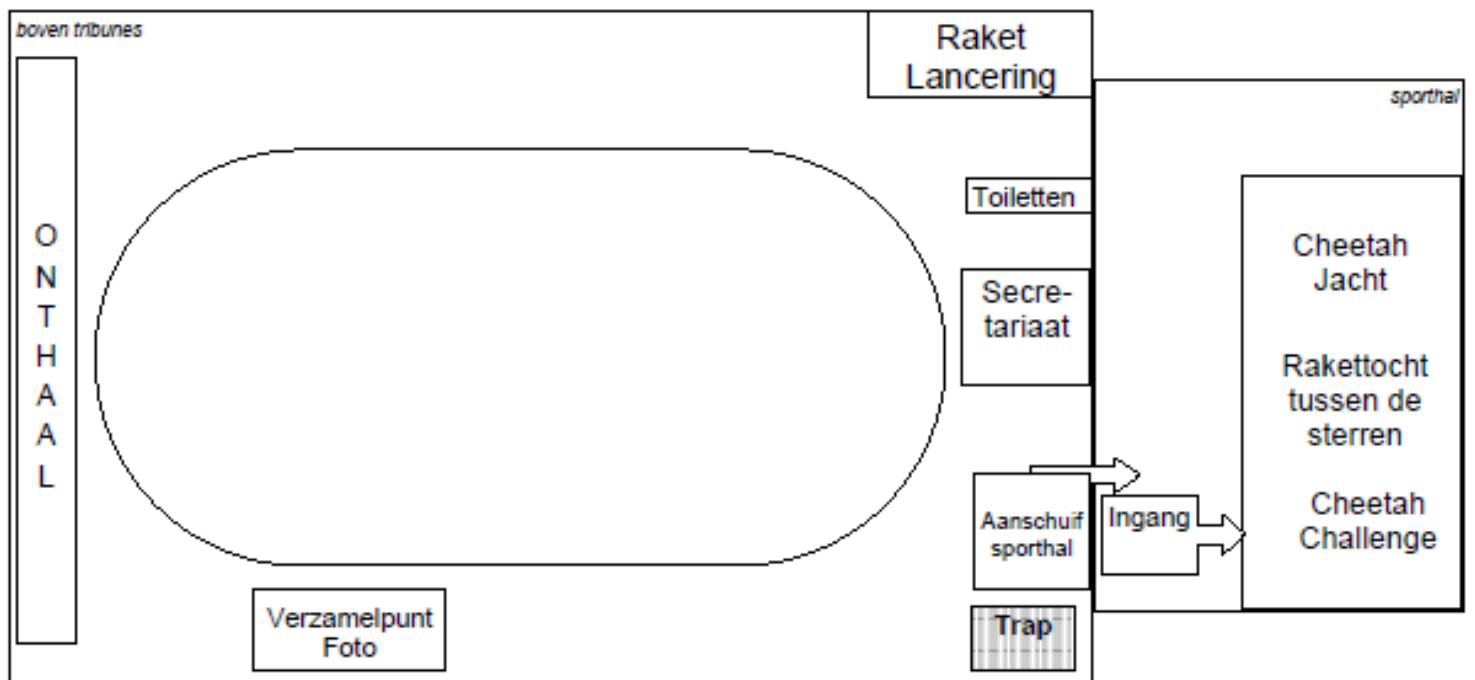 boven tribunes
Raket
Lancering
sporthal
O
N
T
H
A
A
L
Toiletten
Secre-
tariaat
Cheetah
Jacht
Rakettocht
tussen de
sterren
Cheetah
Challenge
Aanschuif
sporthal
Ingang
Verzamelpunt
Foto
Trap